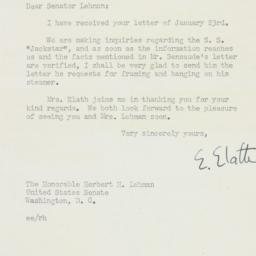 Dear Senator Lehman:
I have received your letter of January 23rd.
We are making inquiries regarding the S. S.
"Jackstar", and as soon as the information reaches
us and the facts mentioned in Mr. Sensaude's letter
are verified, I shall be very glad to send him the
letter he requests for framing and hanging on his
steamer.
Mrs. Elath joins me in thanking you for your
kind regards. We both look forward to the pleasure
of seeing you and Mrs. Lehman soon.
Very sincerely yours,
E. Elath
The Honorable Herbert H. Lehman
United States Senate
Washington, D. C.
ee/rh